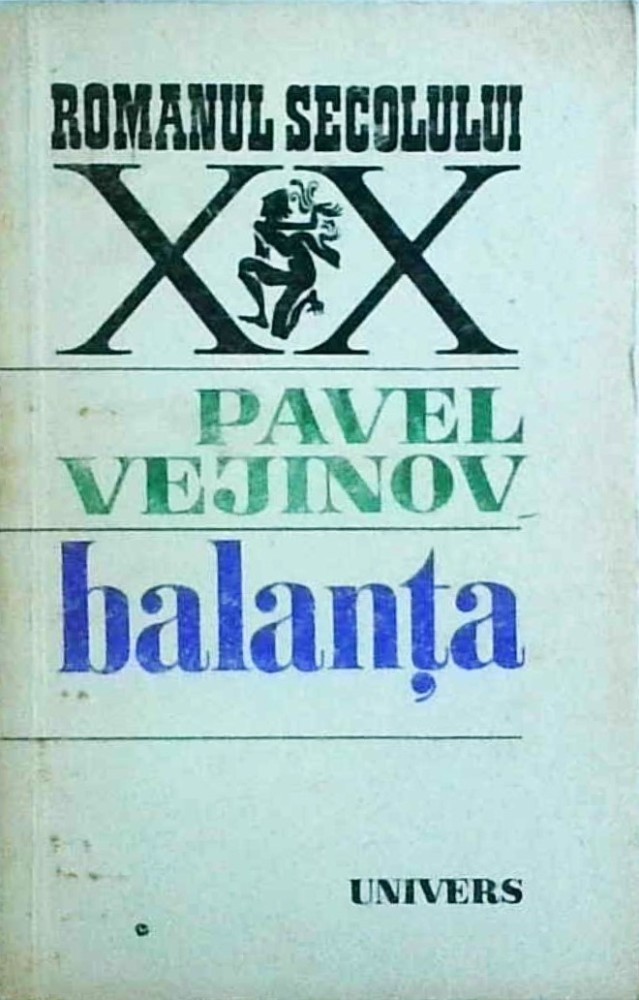 ROMANUL SECOLULUI
XX
PAVEL
VEJINOV
balanța
UNIVERS